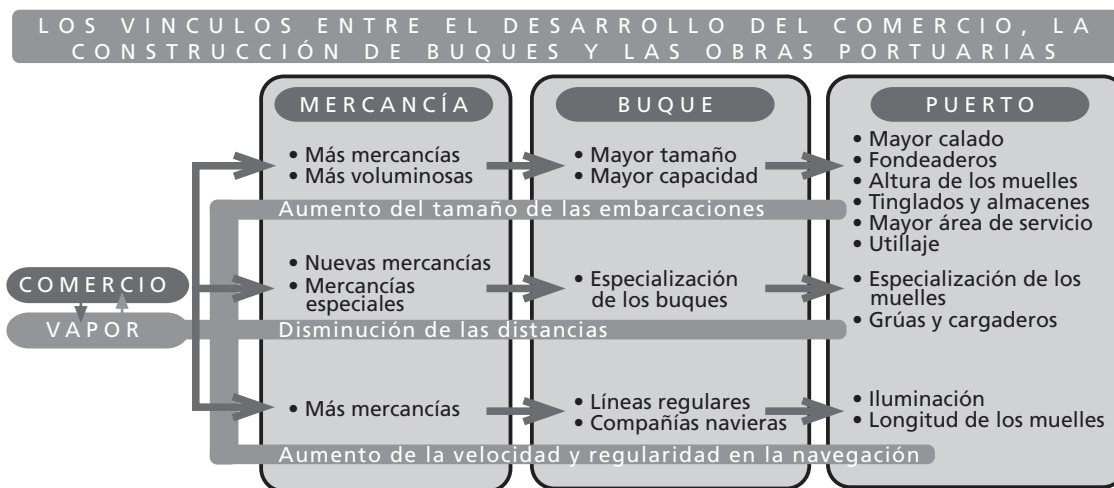 LOS VINCULOS ENTRE EL DESARROLLO DEL COMERCIO, LA
CONSTRUCCIÓN DE BUQUES Y LAS OBRAS PORTUARIAS
MERCANCÍA
BUQUE
PUERTO
• Más mercancías
• Más voluminosas
• Mayor tamaño
• Mayor capacidad
• Mayor calado
• Fondeaderos
• Altura de los muelles
• Tinglados y almacenes
• Mayor área de servicio
• Utillaje
Aumento del tamaño de las embarcaciones
COMERCIO
VAPOR
• Nuevas mercancías
• Mercancías
especiales
• Especialización
de los buques
• Especialización de los
muelles
• Grúas y cargaderos
Disminución de las distancias
• Más mercancías
• Líneas regulares
• Compañías navieras
• Iluminación
• Longitud de los muelles
Aumento de la velocidad y regularidad en la navegación